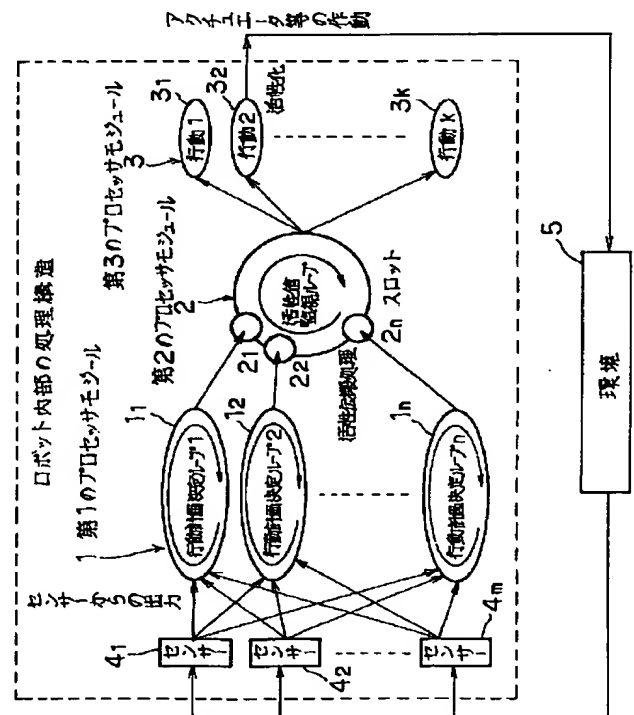 ロボット内部の処理構造
センサーからの出力
1 第1のプロセッサモジュール
第2のプロセッサモジュール
2
第3のプロセッサモジュール
3
アクチュエータ等の作動
41
センサー
センサー
42
センサー
4m
11
行動計画決定ループ1
12
行動計画決定ループ2
1n
行動計画決定ループn
21
22
2n
スロット
活性伝播処理
活性値
監視ループ
行動1
31
行動2
32
活性化
行動k
3k
環境
5